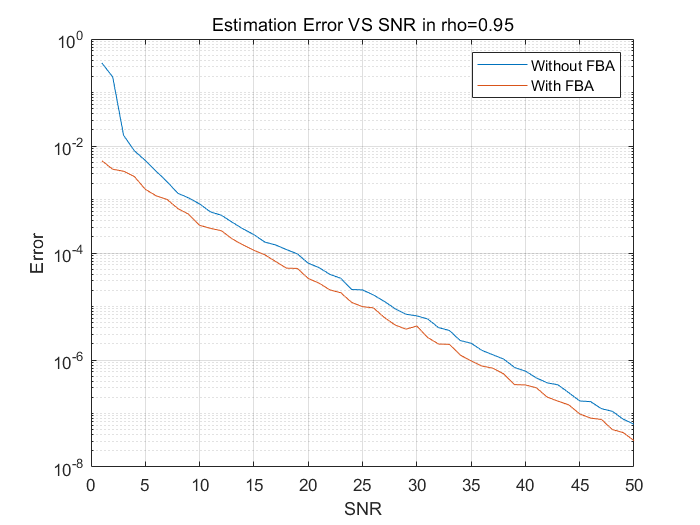 Estimation Error VS SNR in rho=0.95
Without FBA
With FBA
Error
10^0
10^-2
10^-4
10^-6
10^-8
0 5 10 15 20 25 30 35 40 45 50
SNR